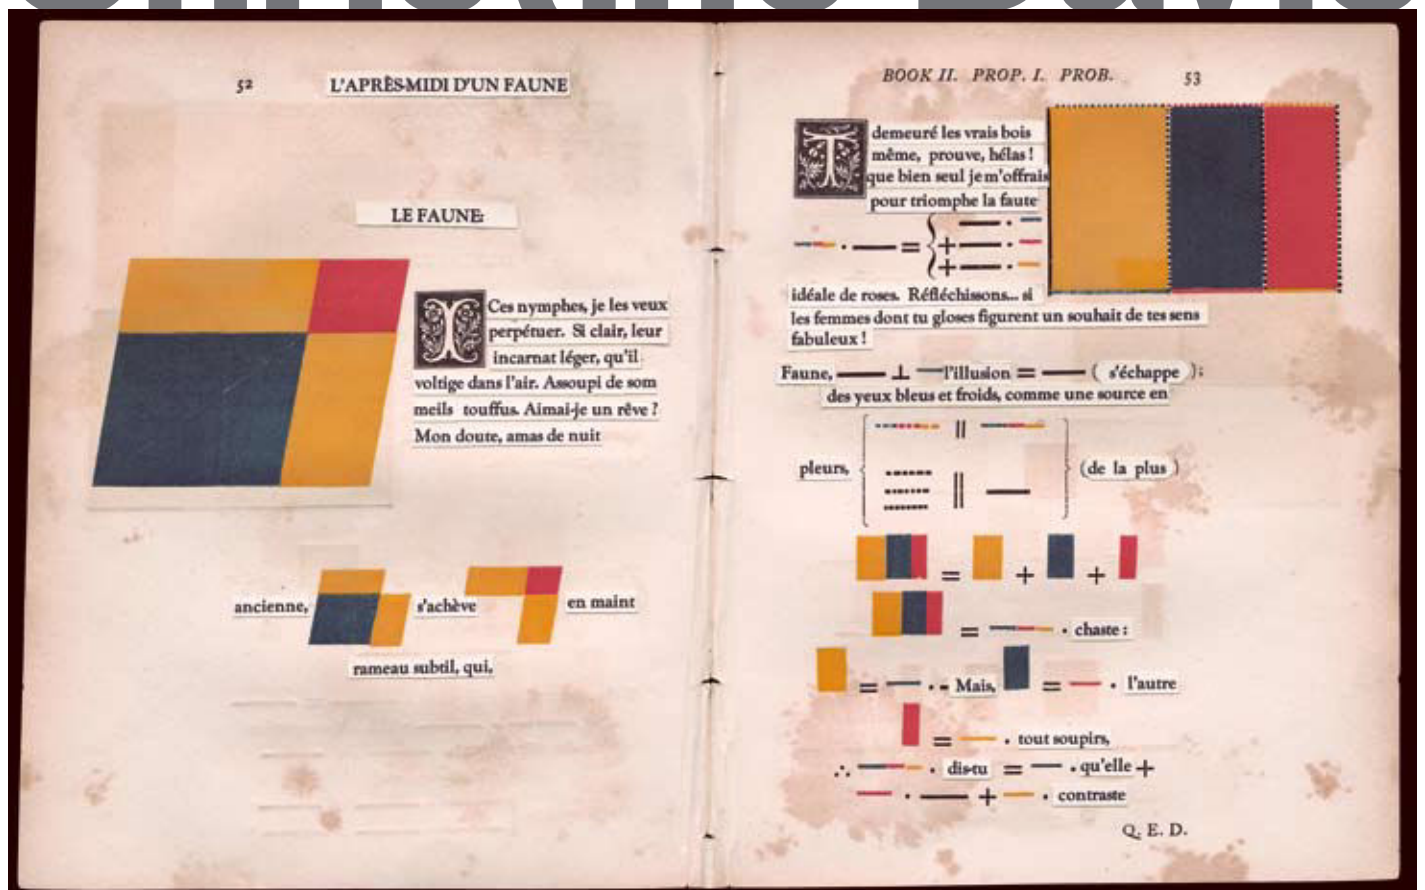 52
L'APRÈS-MIDI D'UN FAUNE
LE FAUNE:
I
Ces nymphes, je les veux
perpétuer. Si clair, leur
incarnat léger, qu'il
voltige dans l'air. Assoupi de som
meils touffus. Aimai-je un rêve ?
Mon doute, amas de nuit
ancienne, s'achève en maint
rameau subtil, qui,
BOOK II. PROP. I. PROB.
53
T
demeuré les vrais bois
même, prouve, hélas !
que bien seul je m'offrais
pour triomphe la faute
· = { ·
+ ·
+ ·
idéale de roses. Réfléchissons... si
les femmes dont tu gloses figurent un souhait de tes sens
fabuleux !
Faune, ⊥ l'illusion = ( s'échappe ):
des yeux bleus et froids, comme une source en
||
pleurs, { } (de la plus )
||
= + +
= · chaste :
= · - Mais, = · l'autre
= · tout soupirs,
∴ · dis-tu = · qu'elle +
· + · contraste
Q. E. D.